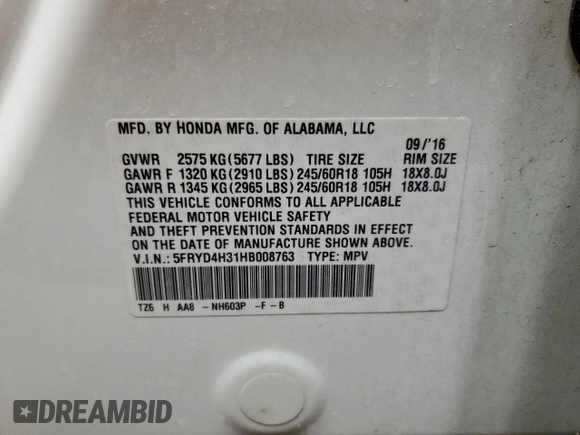 MFD. BY HONDA MFG. OF ALABAMA, LLC
09/'16
GVWR 2575 KG(5677 LBS) TIRE SIZE RIM SIZE
GAWR F 1320 KG(2910 LBS)245/60R18 105H 18X8.0J
GAWR R 1345 KG(2965 LBS)245/60R18 105H 18X8.0J
THIS VEHICLE CONFORMS TO ALL APPLICABLE
FEDERAL MOTOR VEHICLE SAFETY
AND THEFT PREVENTION STANDARDS IN EFFECT
ON THE DATE OF MANUFACTURE SHOWN ABOVE.
V.I.N.: 5FRYD4H31HB008763 TYPE: MPV
TZ6 H AA8 -NH603P -F-B
DREAMBID